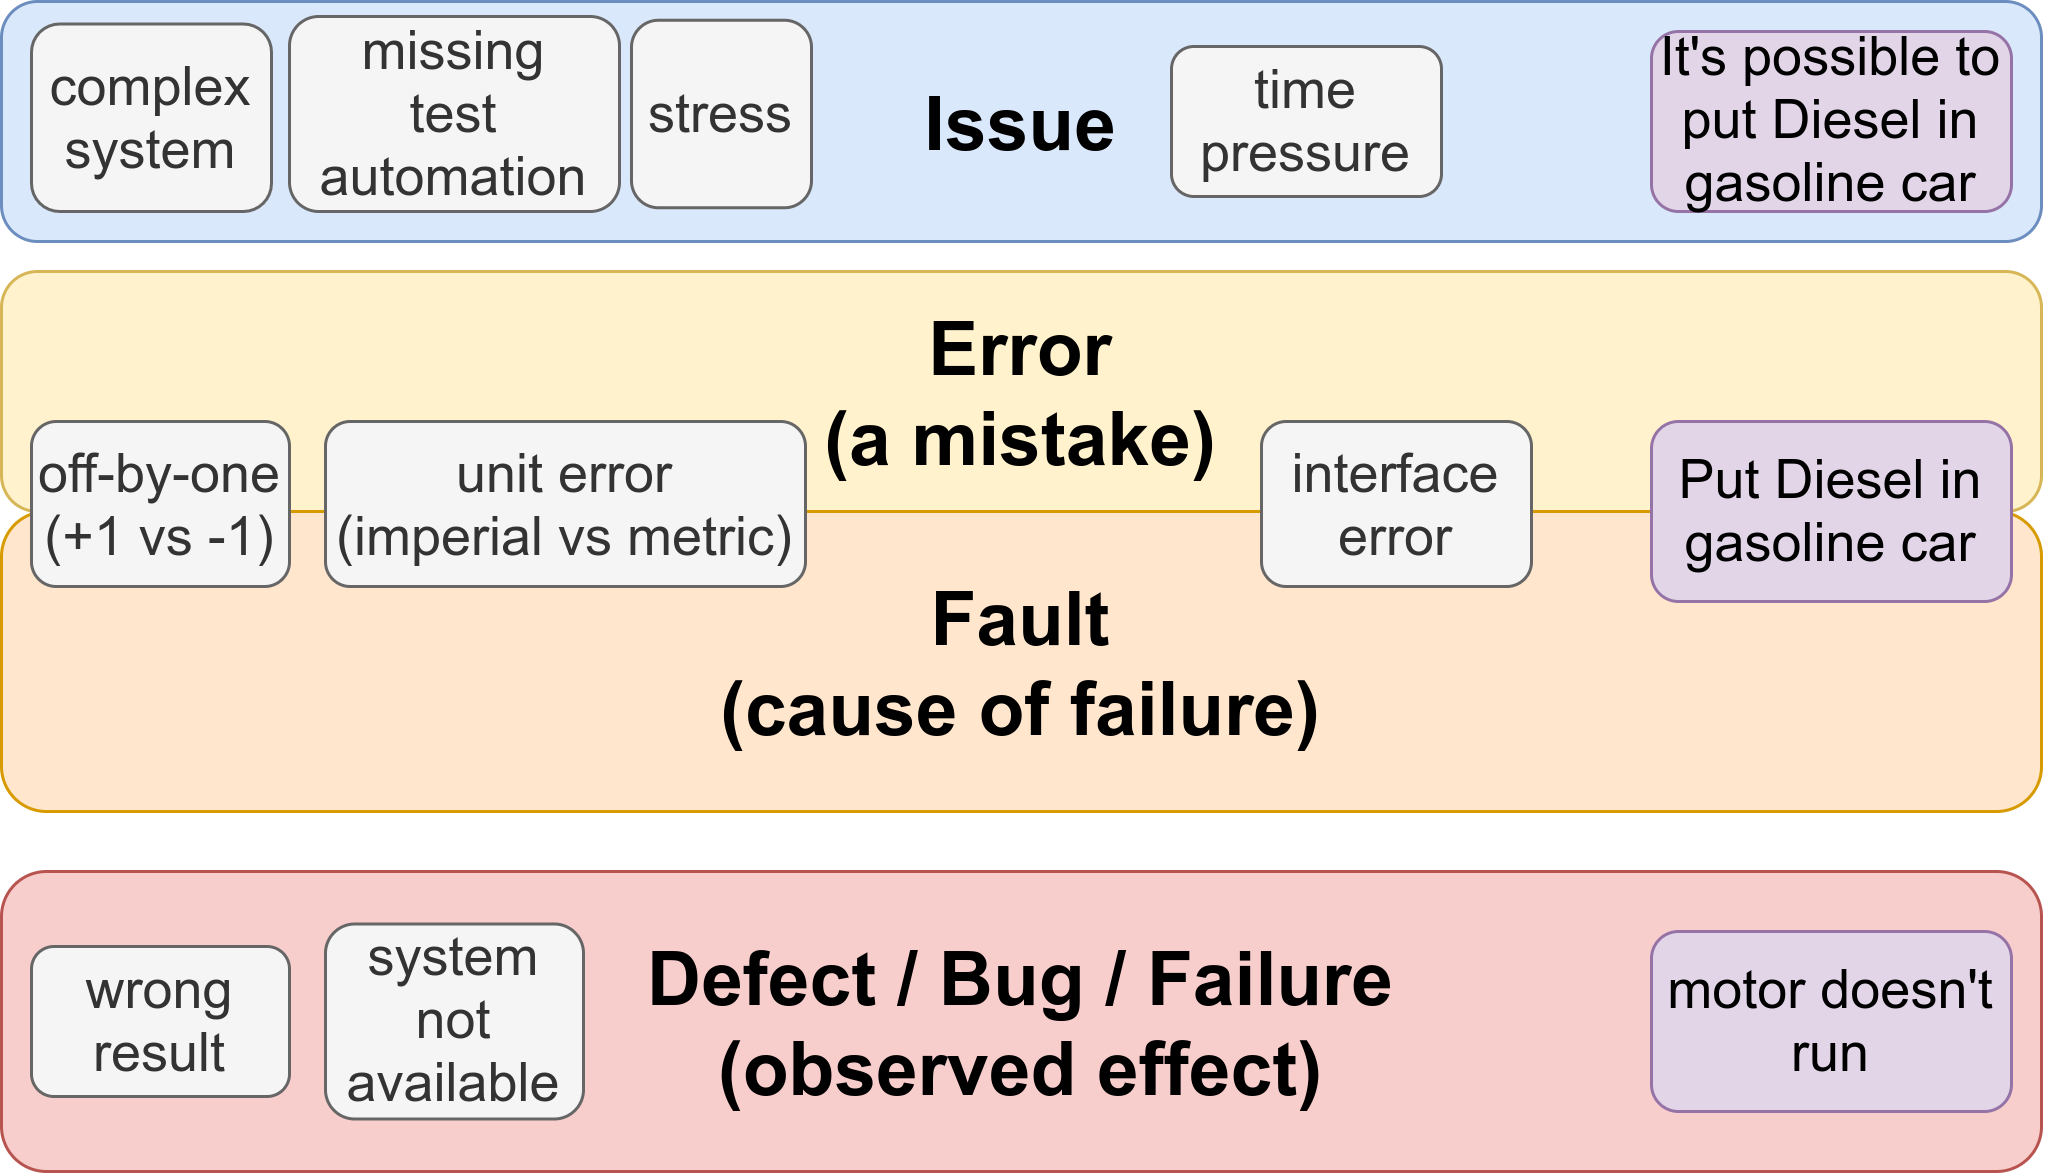 complex
system
missing
test
automation
stress
Issue
time
pressure
It's possible to
put Diesel in
gasoline car
Error
(a mistake)
off-by-one
(+1 vs -1)
unit error
(imperial vs metric)
interface
error
Put Diesel in
gasoline car
Fault
(cause of failure)
wrong
result
system
not
available
Defect / Bug / Failure
(observed effect)
motor doesn't
run